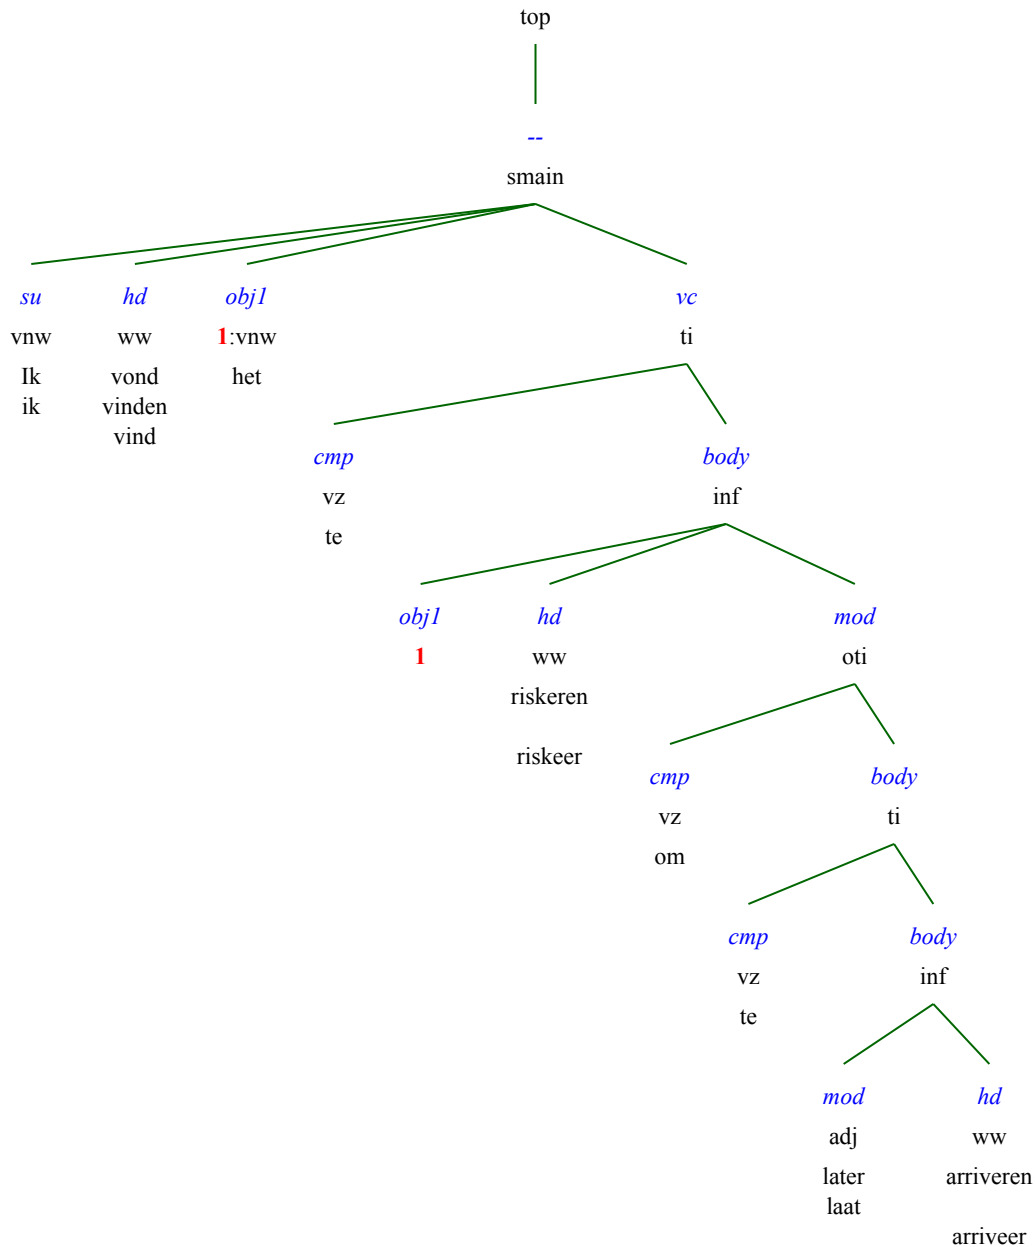 top
--
smain
su hd obj1 vc
vnw ww 1:vnw ti
Ik vond het
ik vinden
vind
cmp body
vz inf
te
obj1 hd mod
1 ww oti
riskeren
riskeer
cmp body
vz ti
om
cmp body
vz inf
te
mod hd
adj ww
later arriveren
laat
arriveer